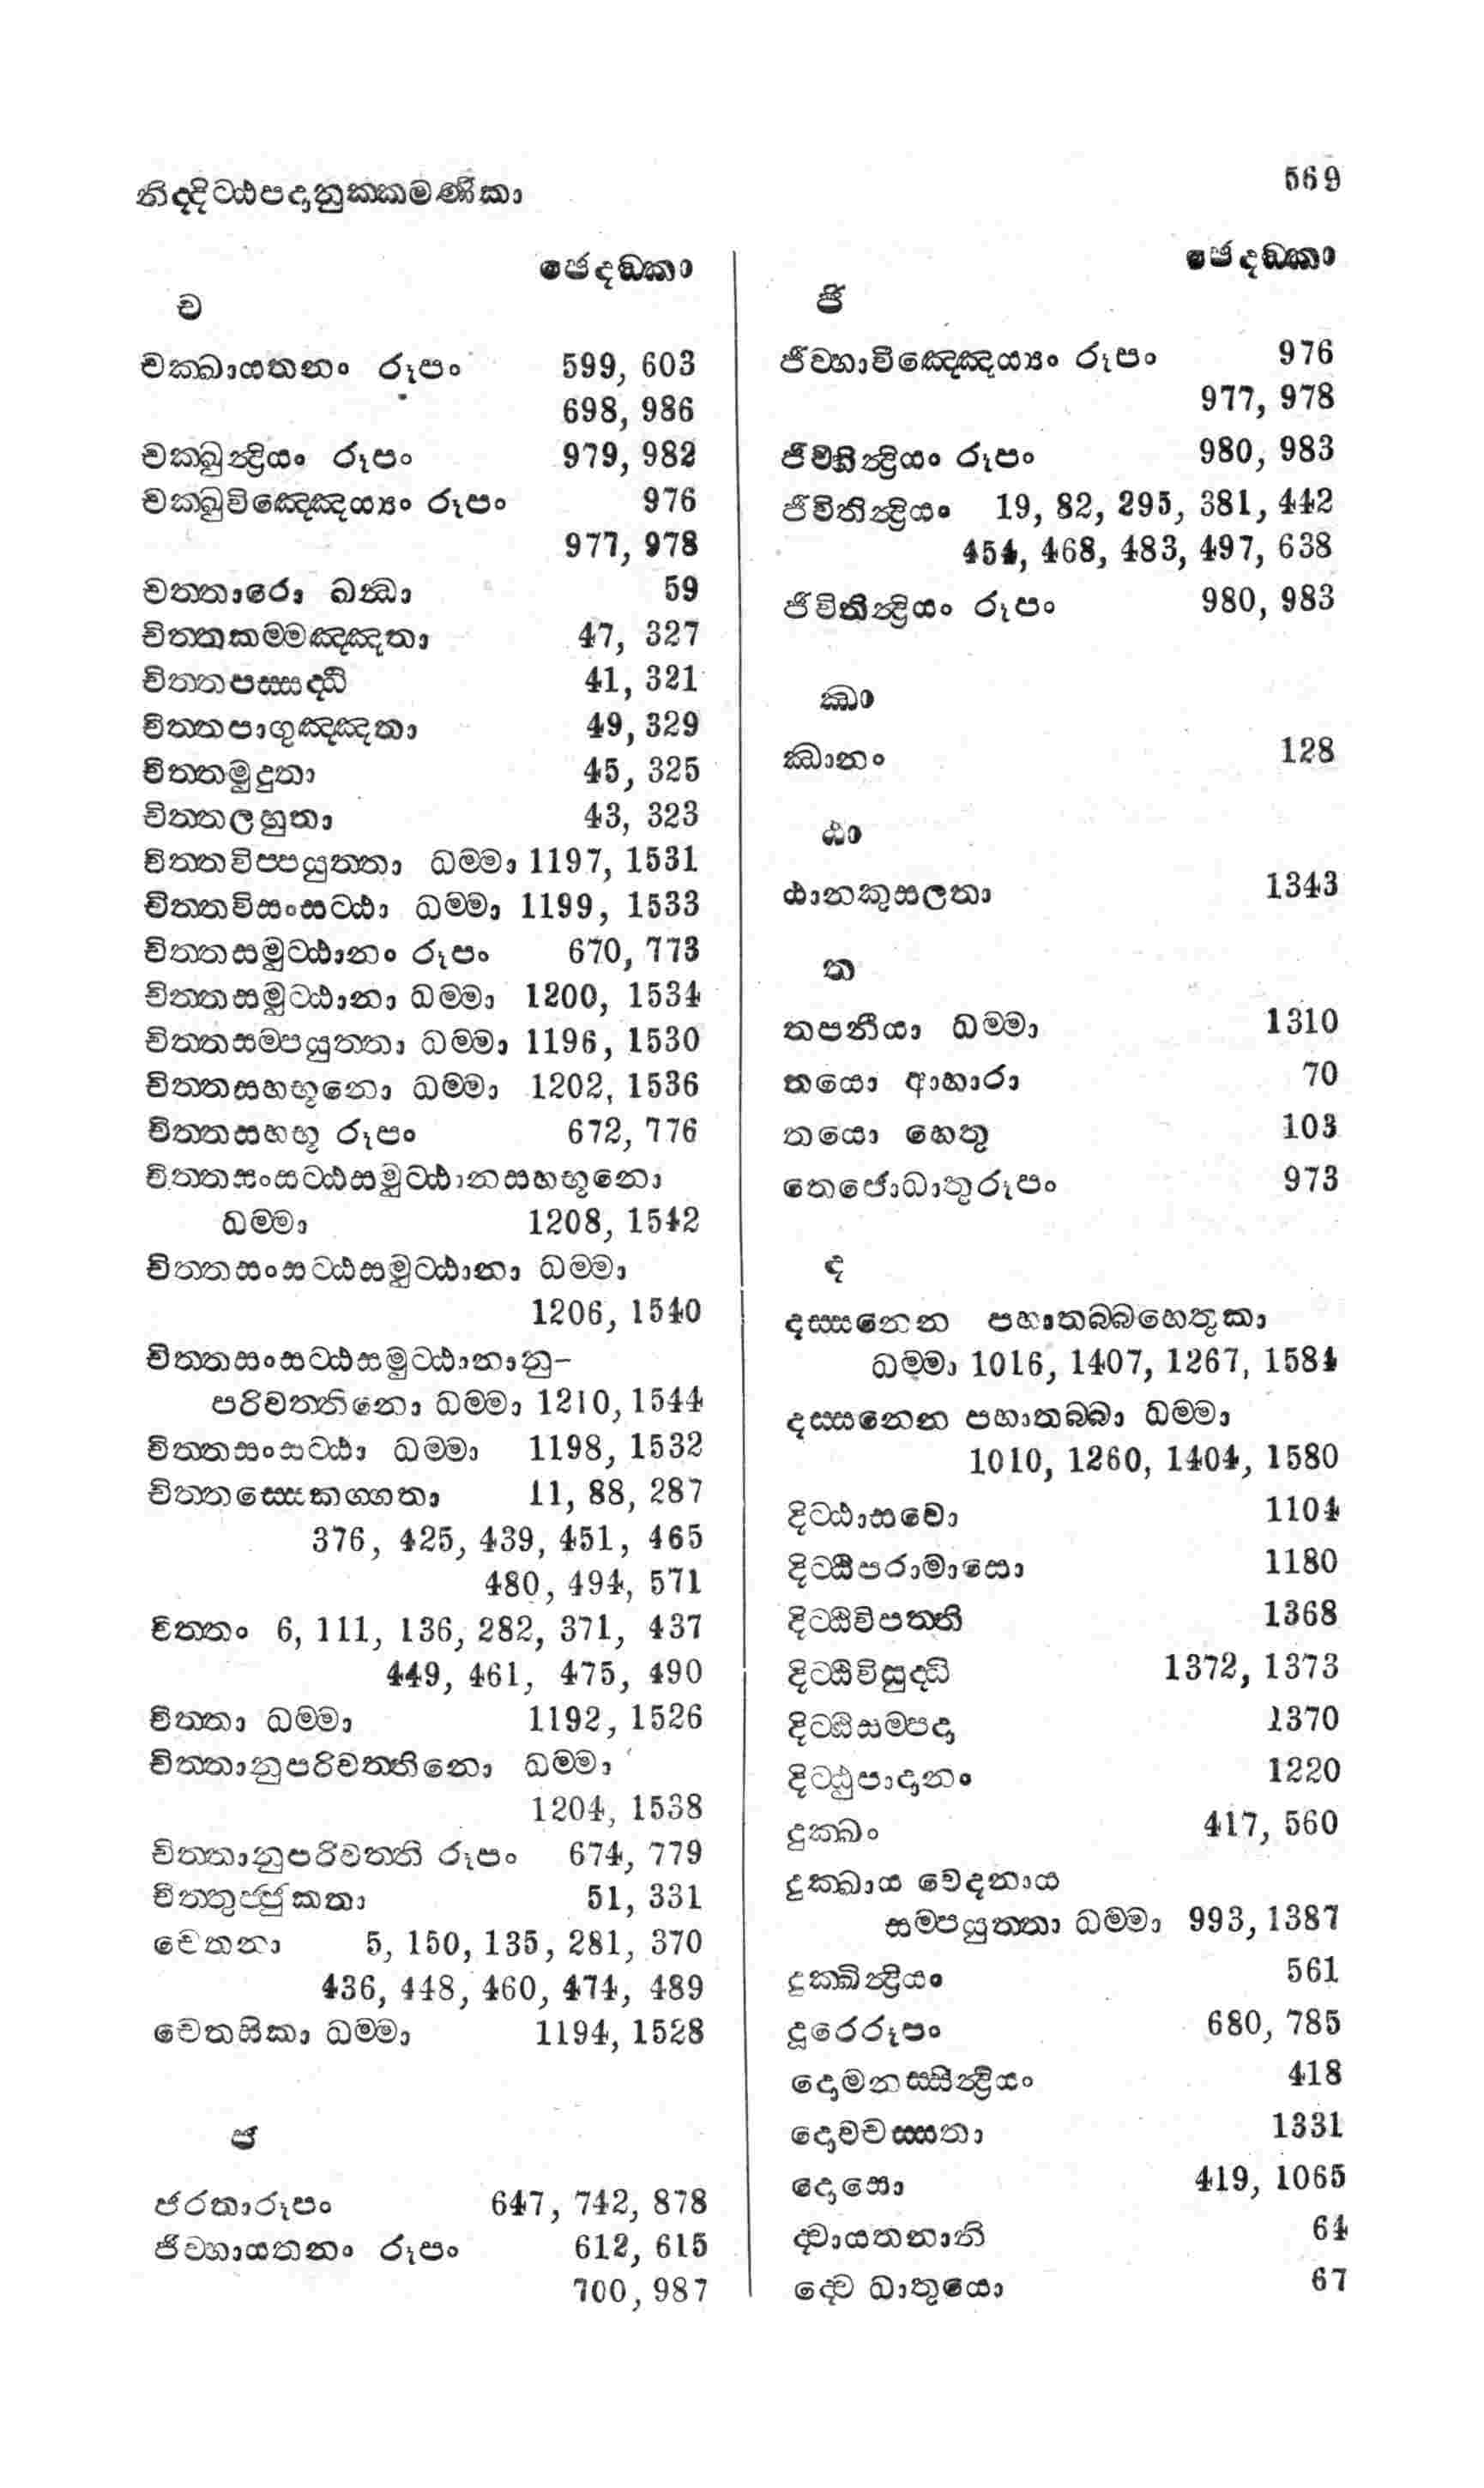 නිද්දිට්ඨපදානුක්කමණිකා 569
ඡෙදඞ්කා
ච
චක්ඛායතනං රූපං 599, 603
698, 986
චක්ඛුන්ද්‍රියං රූපං 979, 982
චක්ඛුවිඤ්ඤෙය්‍යං රූපං 976
977, 978
චත්තාරො ඛන්ධා 59
චිත්තකම්මඤ්ඤතා 47, 327
චිත්තපස්සද්ධි 41, 321
චිත්තපාගුඤ්ඤතා 49, 329
චිත්තමුදුතා 45, 325
චිත්තලහුතා 43, 323
චිත්තවිප්පයුත්තා ධම්මා 1197, 1531
චිත්තවිසංසට්ඨා ධම්මා 1199, 1533
චිත්තසමුට්ඨානං රූපං 670, 773
චිත්තසමුට්ඨානා ධම්මා 1200, 1534
චිත්තසම්පයුත්තා ධම්මා 1196, 1530
චිත්තසහභූනො ධම්මා 1202, 1536
චිත්තසහභූ රූපං 672, 776
චිත්තසංසට්ඨසමුට්ඨානසහභූනො
ධම්මා 1208, 1542
චිත්තසංසට්ඨසමුට්ඨානා ධම්මා
1206, 1540
චිත්තසංසට්ඨසමුට්ඨානානු-
පරිවත්තිනො ධම්මා 1210, 1544
චිත්තසංසට්ඨා ධම්මා 1198, 1532
චිත්තස්සෙකග්ගතා 11, 88, 287
376, 425, 439, 451, 465
480, 494, 571
චිත්තං 6, 111, 136, 282, 371, 437
449, 461, 475, 490
චිත්තා ධම්මා 1192, 1526
චිත්තානුපරිවත්තිනො ධම්මා
1204, 1538
චිත්තානුපරිවත්ති රූපං 674, 779
චිත්තුජ්ජුකතා 51, 331
චෙතනා 5, 150, 135, 281, 370
436, 448, 460, 474, 489
චෙතසිකා ධම්මා 1194, 1528
ජ
ජරතාරූපං 647, 742, 878
ජිව්හායතනං රූපං 612, 615
700, 987
ඡෙදඞ්කා
ජි
ජිව්හාවිඤ්ඤෙය්‍යං රූපං 976
977, 978
ජිවිතින්ද්‍රියං රූපං 980, 983
ජීවිතින්ද්‍රියං 19, 82, 295, 381, 442
454, 468, 483, 497, 638
ජීවිතින්ද්‍රියං රූපං 980, 983
ඣා
ඣානං 128
ඨා
ඨානකුසලතා 1343
ත
තපනීයා ධම්මා 1310
තයො ආහාරා 70
තයො හෙතූ 103
තෙජොධාතුරූපං 973
ද
දස්සනෙන පහාතබ්බහෙතුකා
ධම්මා 1016, 1407, 1267, 1584
දස්සනෙන පහාතබ්බා ධම්මා
1010, 1260, 1404, 1580
දිට්ඨාසවො 1104
දිට්ඨිපරාමාසො 1180
දිට්ඨිවිපත්ති 1368
දිට්ඨිවිසුද්ධි 1372, 1373
දිට්ඨිසම්පදා 1370
දිට්ඨුපාදානං 1220
දුක්ඛං 417, 560
දුක්ඛාය වෙදනාය
සම්පයුත්තා ධම්මා 993, 1387
දුක්ඛින්ද්‍රියං 561
දූරෙරූපං 680, 785
දොමනස්සින්ද්‍රියං 418
දොවචස්සතා 1331
දොසො 419, 1065
ද්වායතනානි 64
ද්වෙ ධාතුයො 67